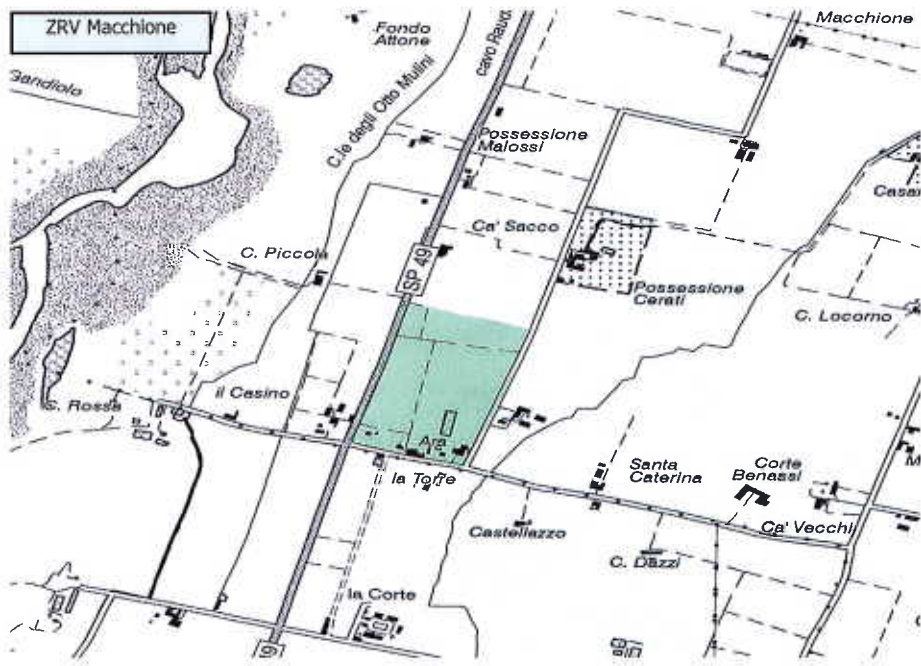 ZRV Macchione
Macchione
Fondo
Attone
Gandiolo
C.le degli Otto Mulini
cavo Raud
Possessione
Malossi
Ca' Sacco
C. Piccola
SP 49
Possessione
Cerati
C. Locorno
il Casino
Ara
la Torre
Santa
Caterina
Corte
Benassi
Ca' Vecchi
Castellazzo
C. Dazzi
la Corte